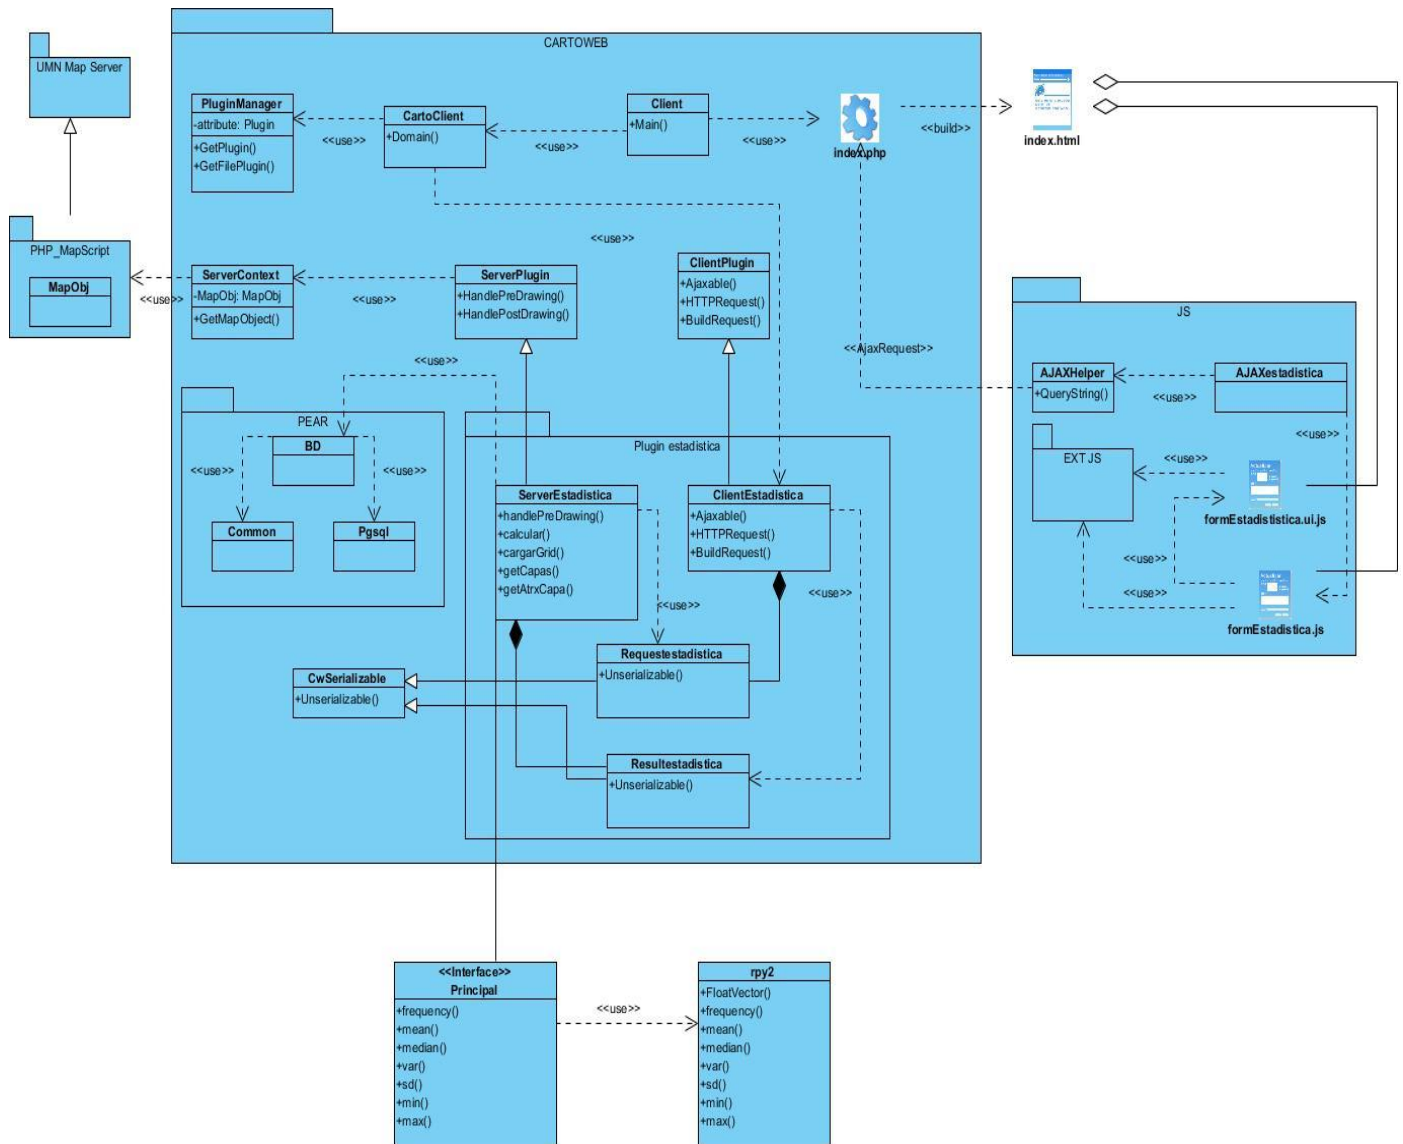 CARTOWEB
UMN Map Server
PluginManager
-attribute: Plugin
+GetPlugin()
+GetFilePlugin()
<<use>>
CartoClient
+Domain()
<<use>>
Client
+Main()
<<use>>
index.php
<<build>>
index.html
PHP_MapScript
MapObj
<<use>>
ServerContext
-MapObj: MapObj
+GetMapObject()
<<use>>
ServerPlugin
+HandlePreDrawing()
+HandlePostDrawing()
<<use>>
ClientPlugin
+Ajaxable()
+HTTPRequest()
+BuildRequest()
<<AjaxRequest>>
JS
AJAXHelper
+QueryString()
<<use>>
AJAXestadistica
<<use>>
EXT JS
<<use>>
formEstadististica.ui.js
<<use>>
<<use>>
formEstadistica.js
<<use>>
PEAR
BD
<<use>>
<<use>>
Common
Pgsql
Plugin estadistica
ServerEstadistica
+handlePreDrawing()
+calcular()
+cargarGrid()
+getCapas()
+getAtrxCapa()
<<use>>
ClientEstadistica
+Ajaxable()
+HTTPRequest()
+BuildRequest()
<<use>>
Requestestadistica
+Unserializable()
CwSerializable
+Unserializable()
Resultestadistica
+Unserializable()
<<Interface>>
Principal
+frequency()
+mean()
+median()
+var()
+sd()
+min()
+max()
<<use>>
rpy2
+FloatVector()
+frequency()
+mean()
+median()
+var()
+sd()
+min()
+max()